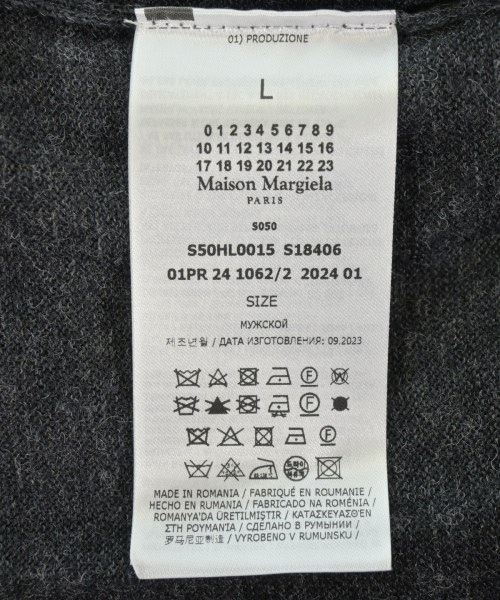 01) PRODUZIONE
L
0 1 2 3 4 5 6 7 8 9
10 11 12 13 14 15 16
17 18 19 20 21 22 23
Maison Margiela
PARIS
S050
S50HL0015 S18406
01PR 24 1062/2 2024 01
SIZE
МУЖСКОЙ
제조년월 / ДАТА ИЗГОТОВЛЕНИЯ: 09.2023
MADE IN ROMANIA / FABRIQUÉ EN ROUMANIE /
HECHO EN RUMANIA / FABRICADO NA ROMÉNIA /
ROMANYA'DA ÜRETİLMİŞTİR / ΚΑΤΑΣΚΕΥΑΣΘΕΝ
ΣΤΗ ΡΟΥΜΑΝΙΑ / СДЕЛАНО В РУМЫНИИ /
罗马尼亚制造 / VYROBENO V RUMUNSKU /